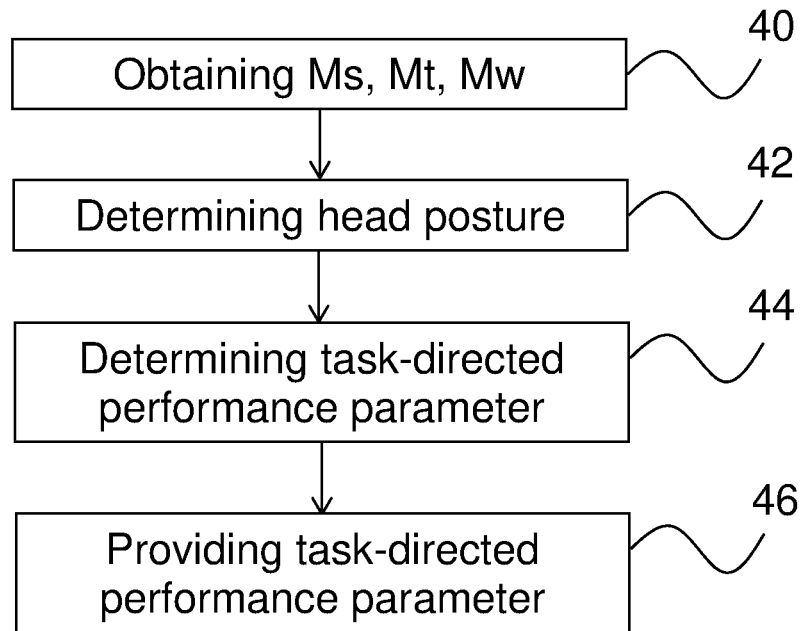 40
Obtaining Ms, Mt, Mw
42
Determining head posture
44
Determining task-directed
performance parameter
46
Providing task-directed
performance parameter